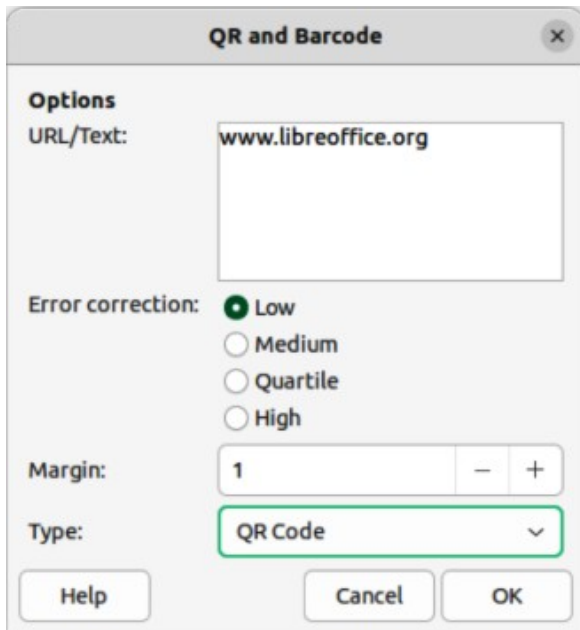 QR and Barcode
Options
URL/Text: www.libreoffice.org
Error correction: Low
Medium
Quartile
High
Margin: 1
Type: QR Code
Help Cancel OK